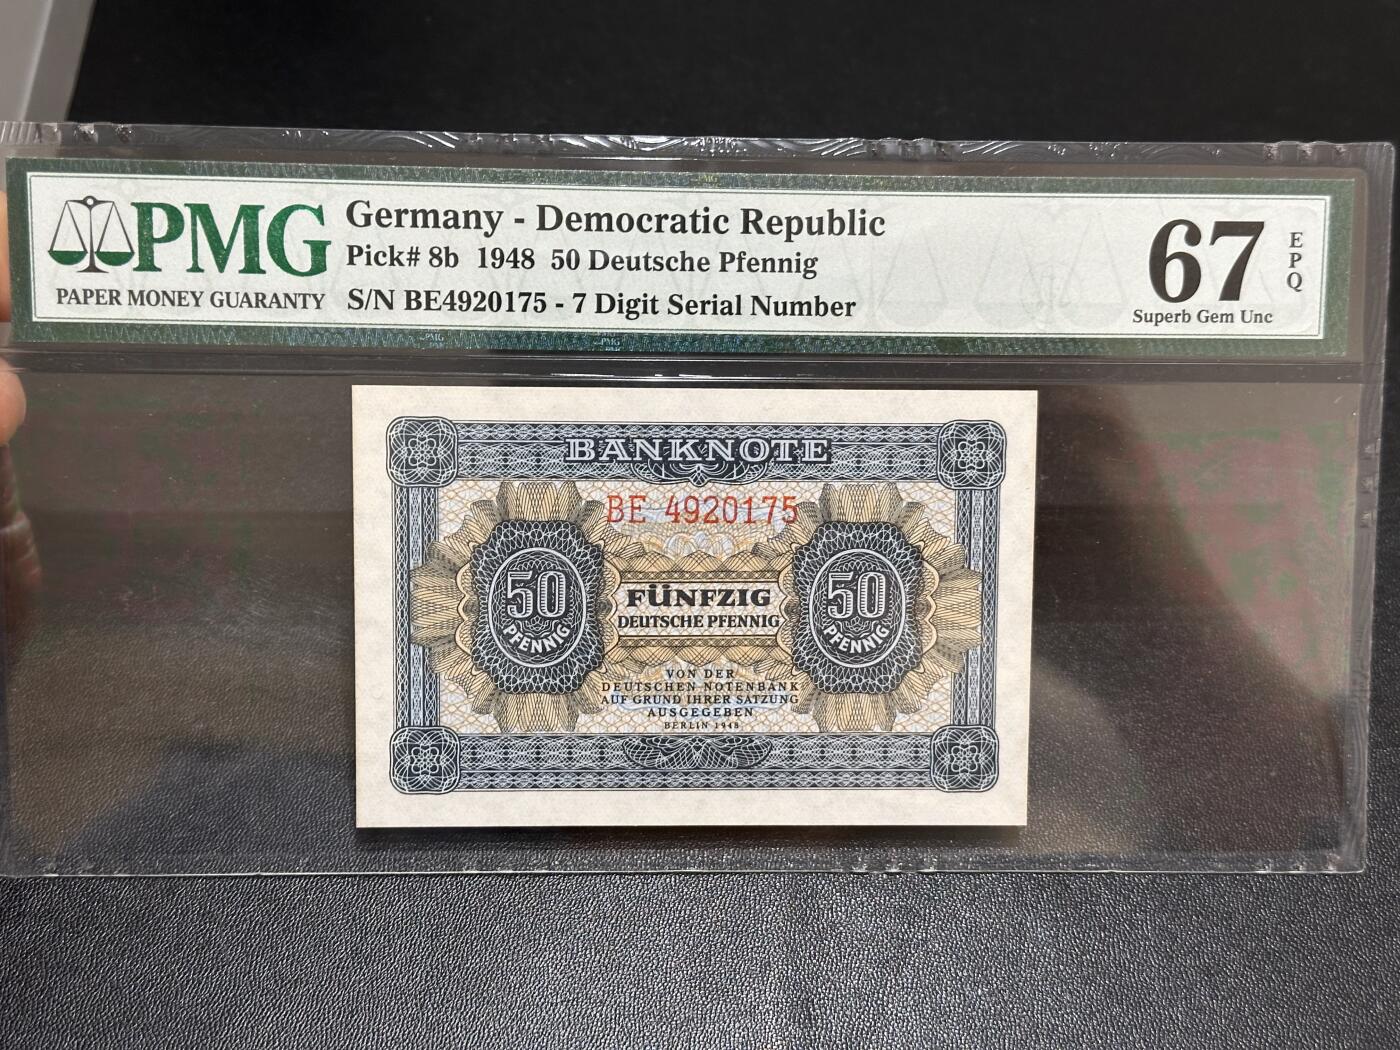 PMG
PAPER MONEY GUARANTY
Germany - Democratic Republic
Pick# 8b 1948 50 Deutsche Pfennig
S/N BE4920175 - 7 Digit Serial Number
67
EPQ
Superb Gem Unc
BANKNOTE
BE 4920175
50
PFENNIG
FÜNFZIG
DEUTSCHE PFENNIG
50
PFENNIG
VON DER
DEUTSCHEN NOTENBANK
AUF GRUND IHRER SATZUNG
AUSGEGEBEN
BERLIN 1948